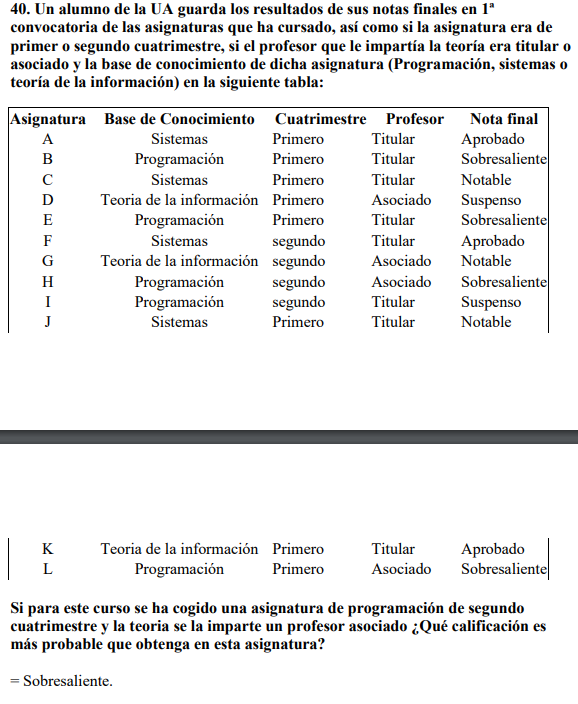 40. Un alumno de la UA guarda los resultados de sus notas finales en 1ª
convocatoria de las asignaturas que ha cursado, así como si la asignatura era de
primer o segundo cuatrimestre, si el profesor que le impartía la teoría era titular o
asociado y la base de conocimiento de dicha asignatura (Programación, sistemas o
teoría de la información) en la siguiente tabla:
Asignatura Base de Conocimiento Cuatrimestre Profesor Nota final
A Sistemas Primero Titular Aprobado
B Programación Primero Titular Sobresaliente
C Sistemas Primero Titular Notable
D Teoria de la información Primero Asociado Suspenso
E Programación Primero Titular Sobresaliente
F Sistemas segundo Titular Aprobado
G Teoria de la información segundo Asociado Notable
H Programación segundo Asociado Sobresaliente
I Programación segundo Titular Suspenso
J Sistemas Primero Titular Notable
K Teoria de la información Primero Titular Aprobado
L Programación Primero Asociado Sobresaliente
Si para este curso se ha cogido una asignatura de programación de segundo
cuatrimestre y la teoria se la imparte un profesor asociado ¿Qué calificación es
más probable que obtenga en esta asignatura?
= Sobresaliente.